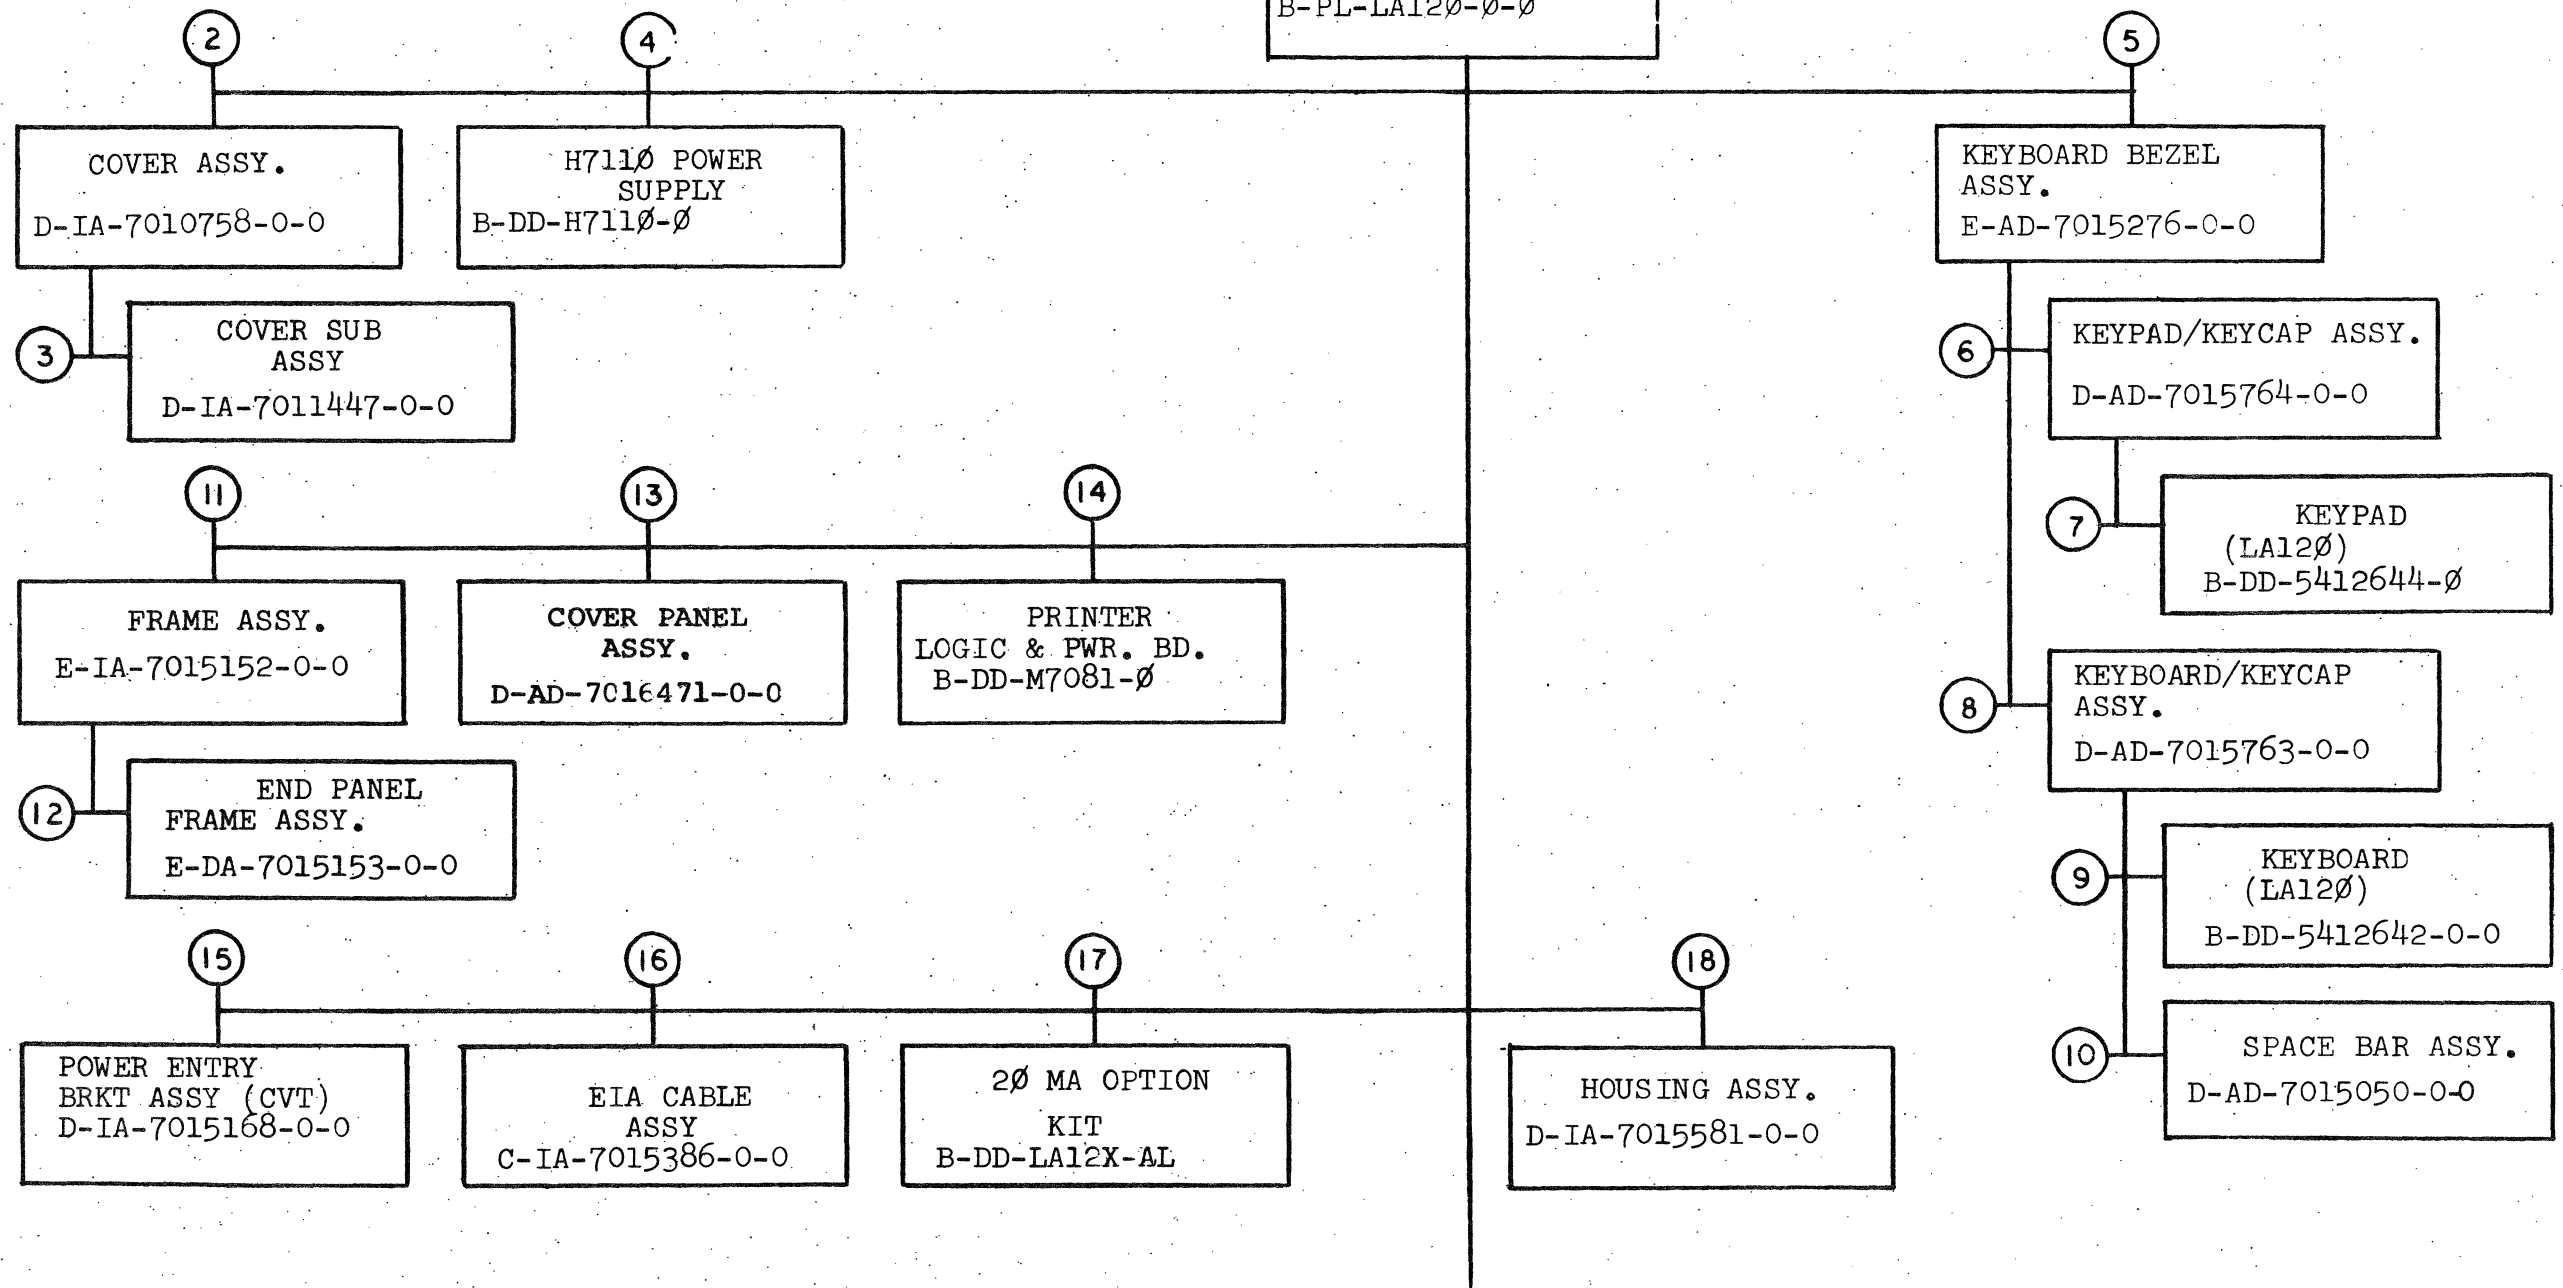 B-PL-LA12Ø-Ø-Ø
2
4
5
COVER ASSY.
D-IA-7010758-0-0
H711Ø POWER
SUPPLY
B-DD-H711Ø-Ø
KEYBOARD BEZEL
ASSY.
E-AD-7015276-0-0
3
COVER SUB
ASSY
D-IA-7011447-0-0
6
KEYPAD/KEYCAP ASSY.
D-AD-7015764-0-0
7
KEYPAD
(LA12Ø)
B-DD-5412644-Ø
11
13
14
FRAME ASSY.
E-IA-7015152-0-0
COVER PANEL
ASSY.
D-AD-7016471-0-0
PRINTER
LOGIC & PWR. BD.
B-DD-M7081-Ø
8
KEYBOARD/KEYCAP
ASSY.
D-AD-7015763-0-0
12
END PANEL
FRAME ASSY.
E-DA-7015153-0-0
9
KEYBOARD
(LA12Ø)
B-DD-5412642-0-0
10
SPACE BAR ASSY.
D-AD-7015050-0-0
15
16
17
18
POWER ENTRY
BRKT ASSY (CVT)
D-IA-7015168-0-0
EIA CABLE
ASSY
C-IA-7015386-0-0
2Ø MA OPTION
KIT
B-DD-LA12X-AL
HOUSING ASSY.
D-IA-7015581-0-0